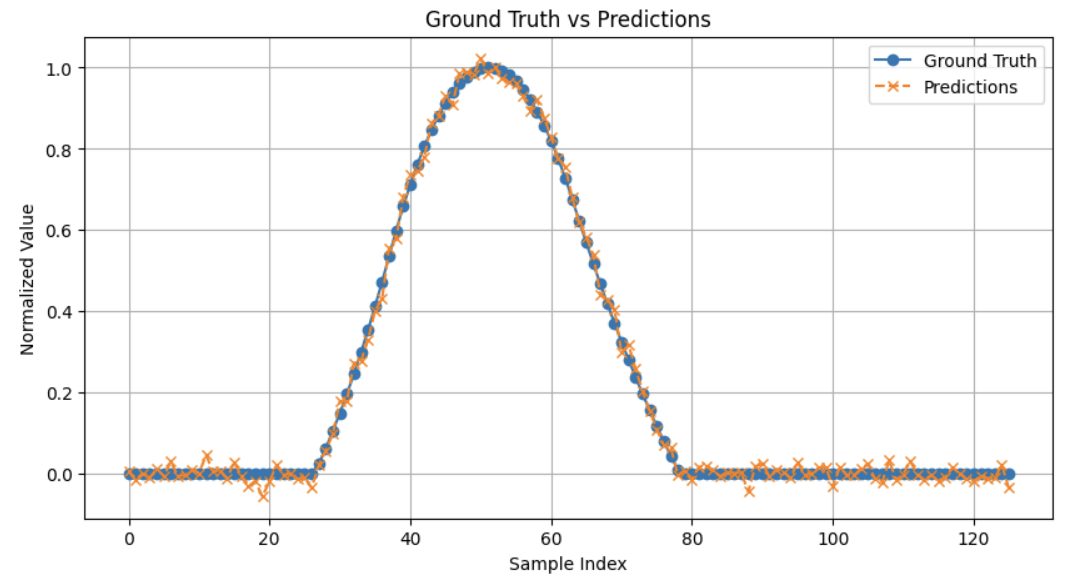 Ground Truth vs Predictions
Ground Truth
Predictions
Normalized Value
1.0
0.8
0.6
0.4
0.2
0.0
0 20 40 60 80 100 120
Sample Index